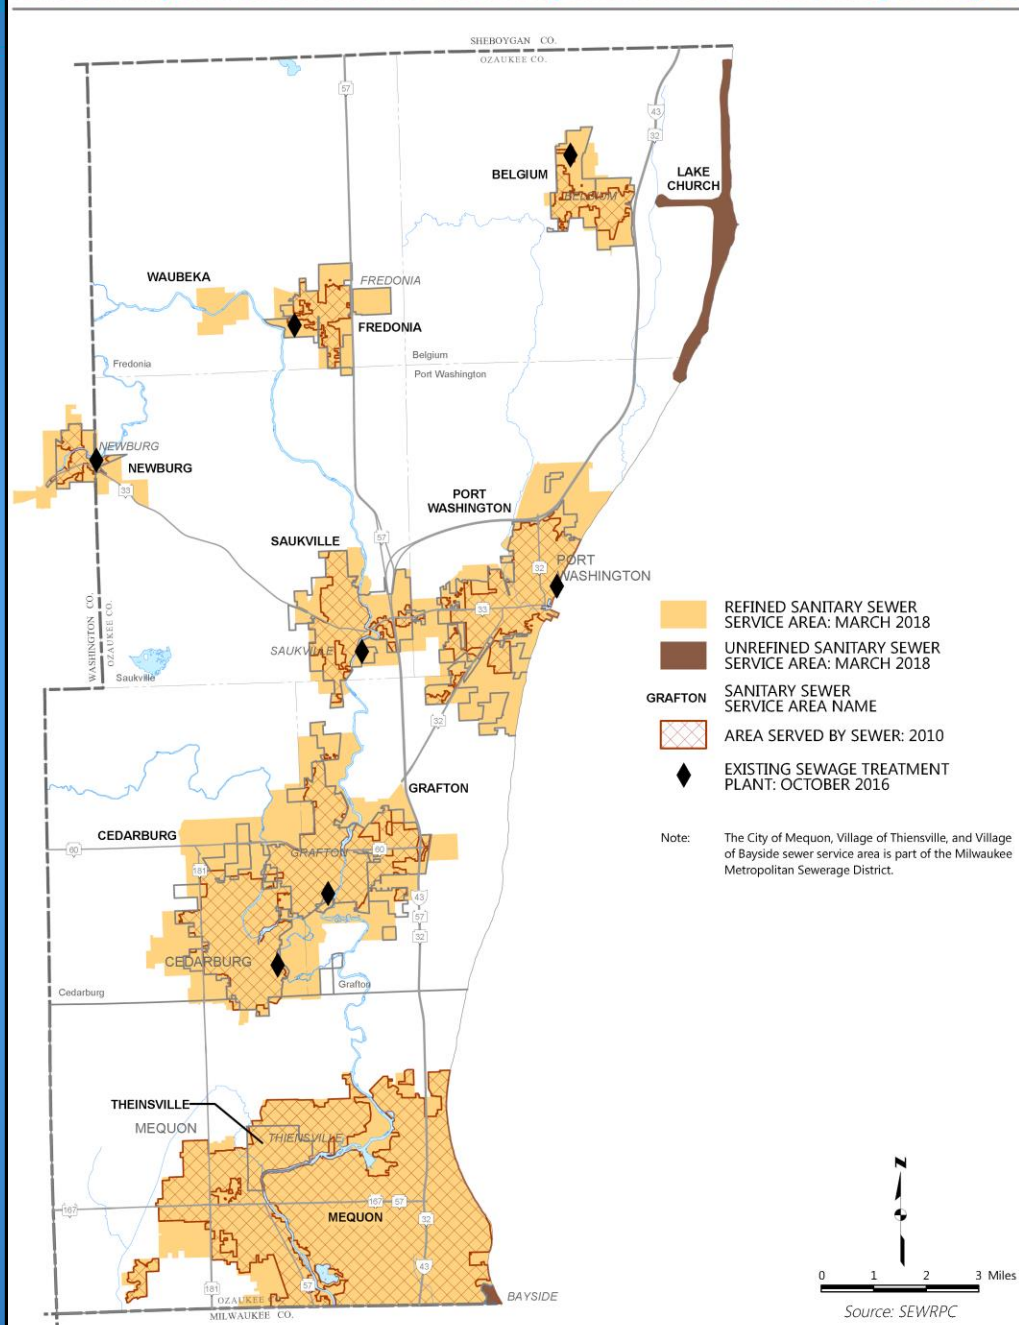 SHEBOYGAN CO.
OZAUKEE CO.
57
43
32
BELGIUM
BELGIUM
LAKE
CHURCH
WAUBEKA
FREDONIA
FREDONIA
Fredonia
Belgium
Port Washington
NEWBURG
NEWBURG
33
PORT
WASHINGTON
SAUKVILLE
57
PORT
WASHINGTON
32
33
WASHINGTON CO.
OZAUKEE CO.
SAUKVILLE
Saukville
32
REFINED SANITARY SEWER
SERVICE AREA: MARCH 2018
UNREFINED SANITARY SEWER
SERVICE AREA: MARCH 2018
GRAFTON
SANITARY SEWER
SERVICE AREA NAME
AREA SERVED BY SEWER: 2010
EXISTING SEWAGE TREATMENT
PLANT: OCTOBER 2016
Note: The City of Mequon, Village of Thiensville, and Village
of Bayside sewer service area is part of the Milwaukee
Metropolitan Sewerage District.
GRAFTON
CEDARBURG
60
GRAFTON
60
181
43
57
32
CEDARBURG
Cedarburg
Grafton
THEINSVILLE
MEQUON
THIENSVILLE
167
167
57
MEQUON
32
43
181
57
BAYSIDE
OZAUKEE CO.
MILWAUKEE CO.
N
0 1 2 3 Miles
Source: SEWRPC